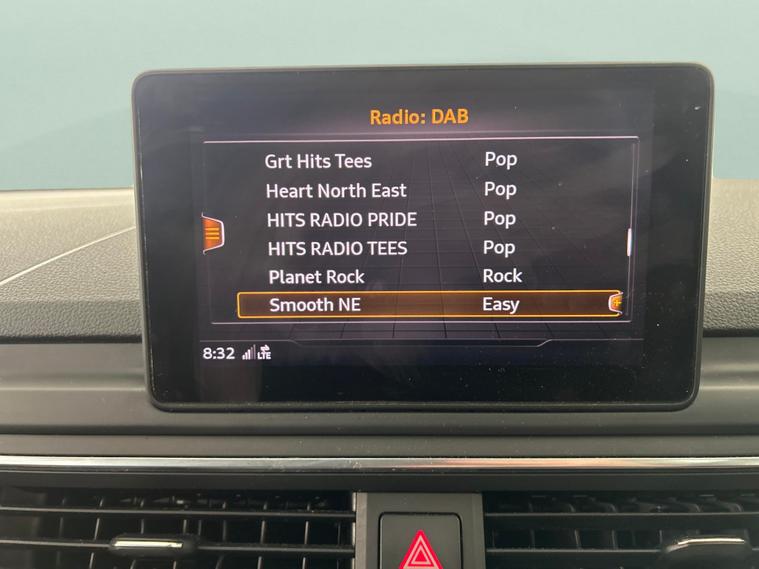 Radio: DAB
Grt Hits Tees Pop
Heart North East Pop
HITS RADIO PRIDE Pop
HITS RADIO TEES Pop
Planet Rock Rock
Smooth NE Easy
8:32 LTE